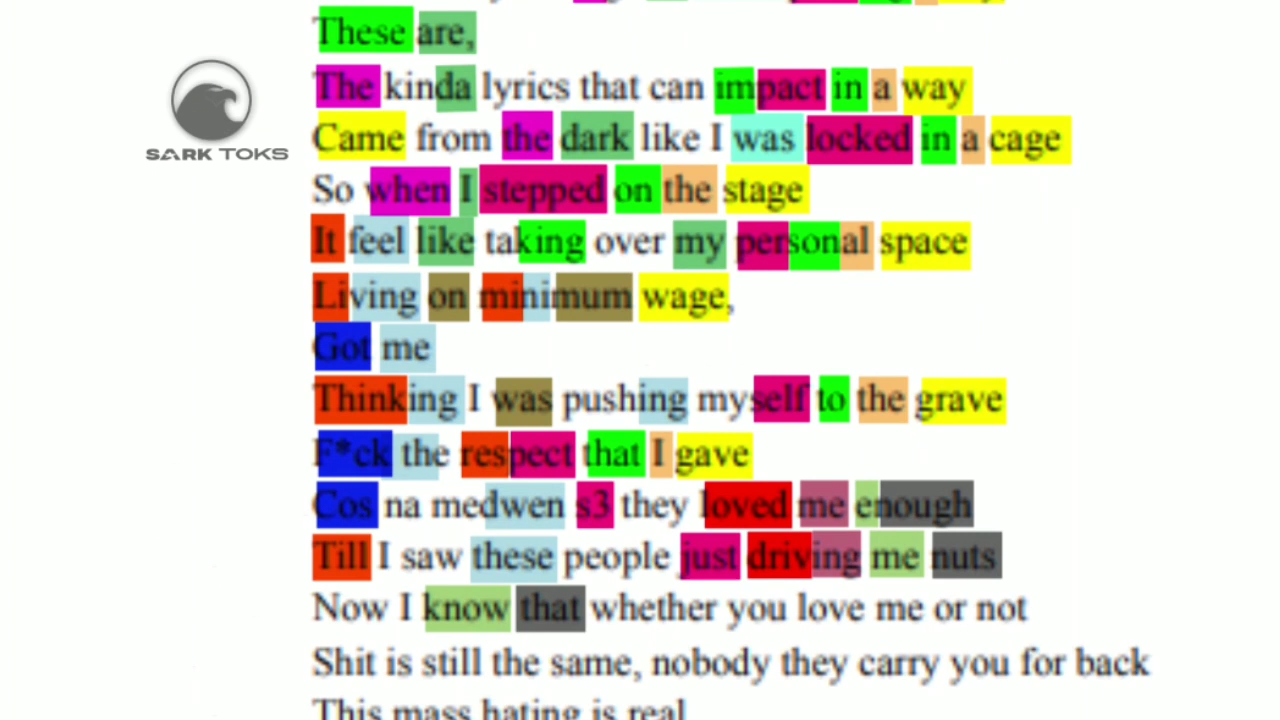 These are,
The kinda lyrics that can impact in a way
SARK TOKS
Came from the dark like I was locked in a cage
So when I stepped on the stage
It feel like taking over my personal space
Living on minimum wage,
Got me
Thinking I was pushing myself to the grave
F*ck the respect that I gave
Cos na medwen s3 they loved me enough
Till I saw these people just driving me nuts
Now I know that whether you love me or not
Shit is still the same, nobody they carry you for back
This mass hating is real